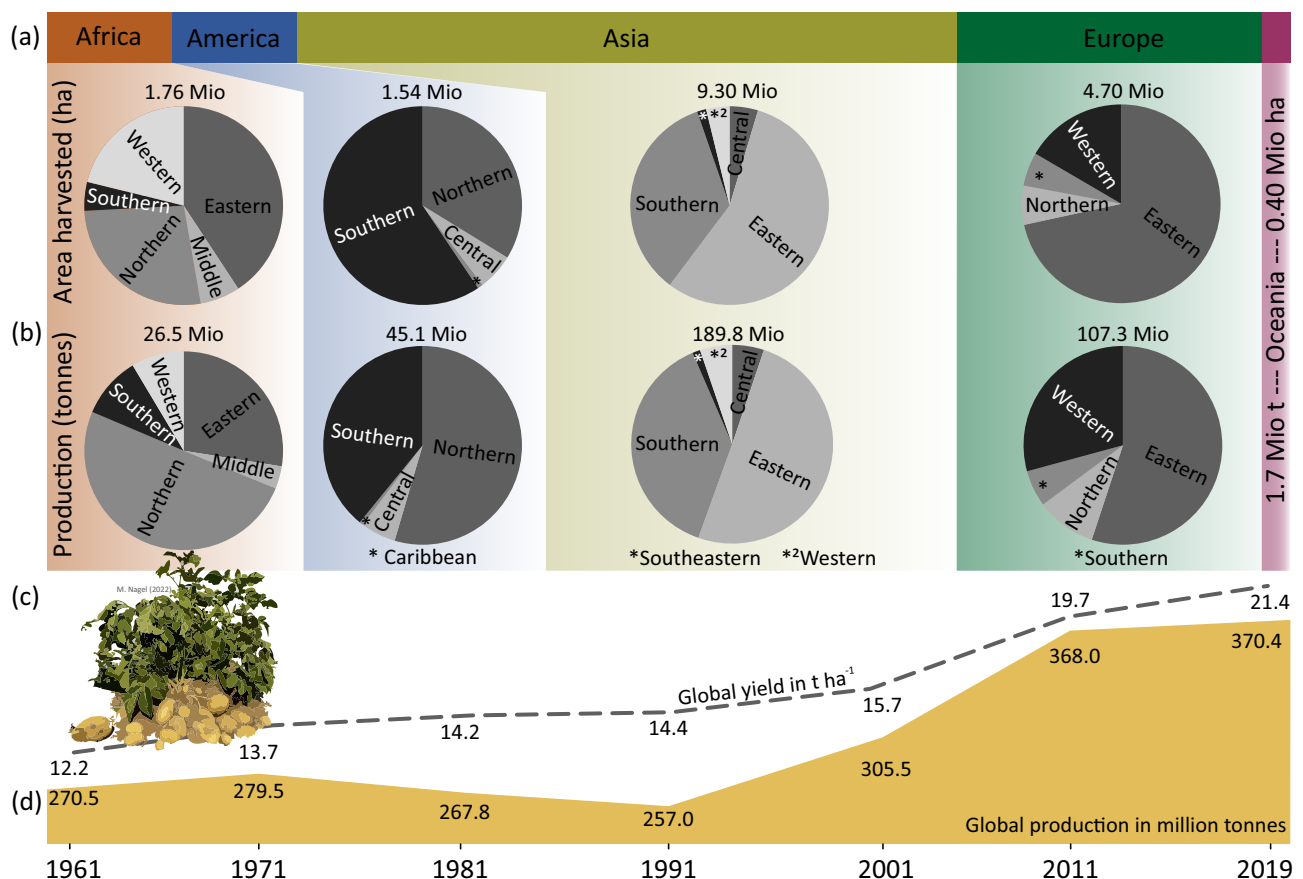 (a)
Africa
America
Asia
Europe
Area harvested (ha)
1.76 Mio
1.54 Mio
9.30 Mio
4.70 Mio
Western
Southern
Northern
Middle
Eastern
Southern
Northern
Central
*
*
*²
Central
Southern
Eastern
Western
*
Northern
Eastern
1.7 Mio t --- Oceania --- 0.40 Mio ha
(b)
Production (tonnes)
26.5 Mio
45.1 Mio
189.8 Mio
107.3 Mio
Western
Southern
Eastern
Middle
Northern
Southern
Northern
Central
*
*
*²
Central
Southern
Eastern
Western
*
Northern
Eastern
* Caribbean
*Southeastern
*²Western
*Southern
(c)
M. Nagel (2022)
Global yield in t ha⁻¹
12.2
13.7
14.2
14.4
15.7
19.7
21.4
(d)
270.5
279.5
267.8
257.0
305.5
368.0
370.4
Global production in million tonnes
1961
1971
1981
1991
2001
2011
2019